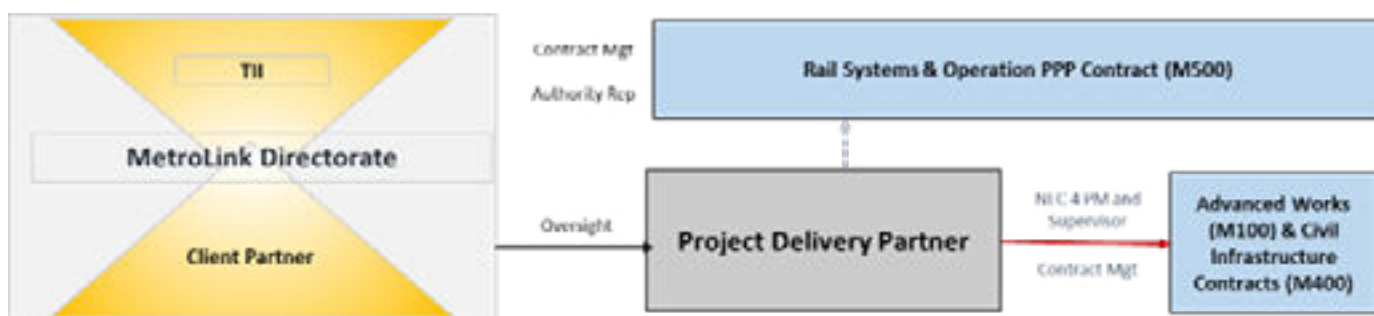 TII
MetroLink Directorate
Client Partner
Contract Mgt
Authority Rep
Rail Systems & Operation PPP Contract (M500)
Oversight
Project Delivery Partner
NEC 4 PM and
Supervisor
Contract Mgt
Advanced Works
(M100) & Civil
Infrastructure
Contracts (M400)